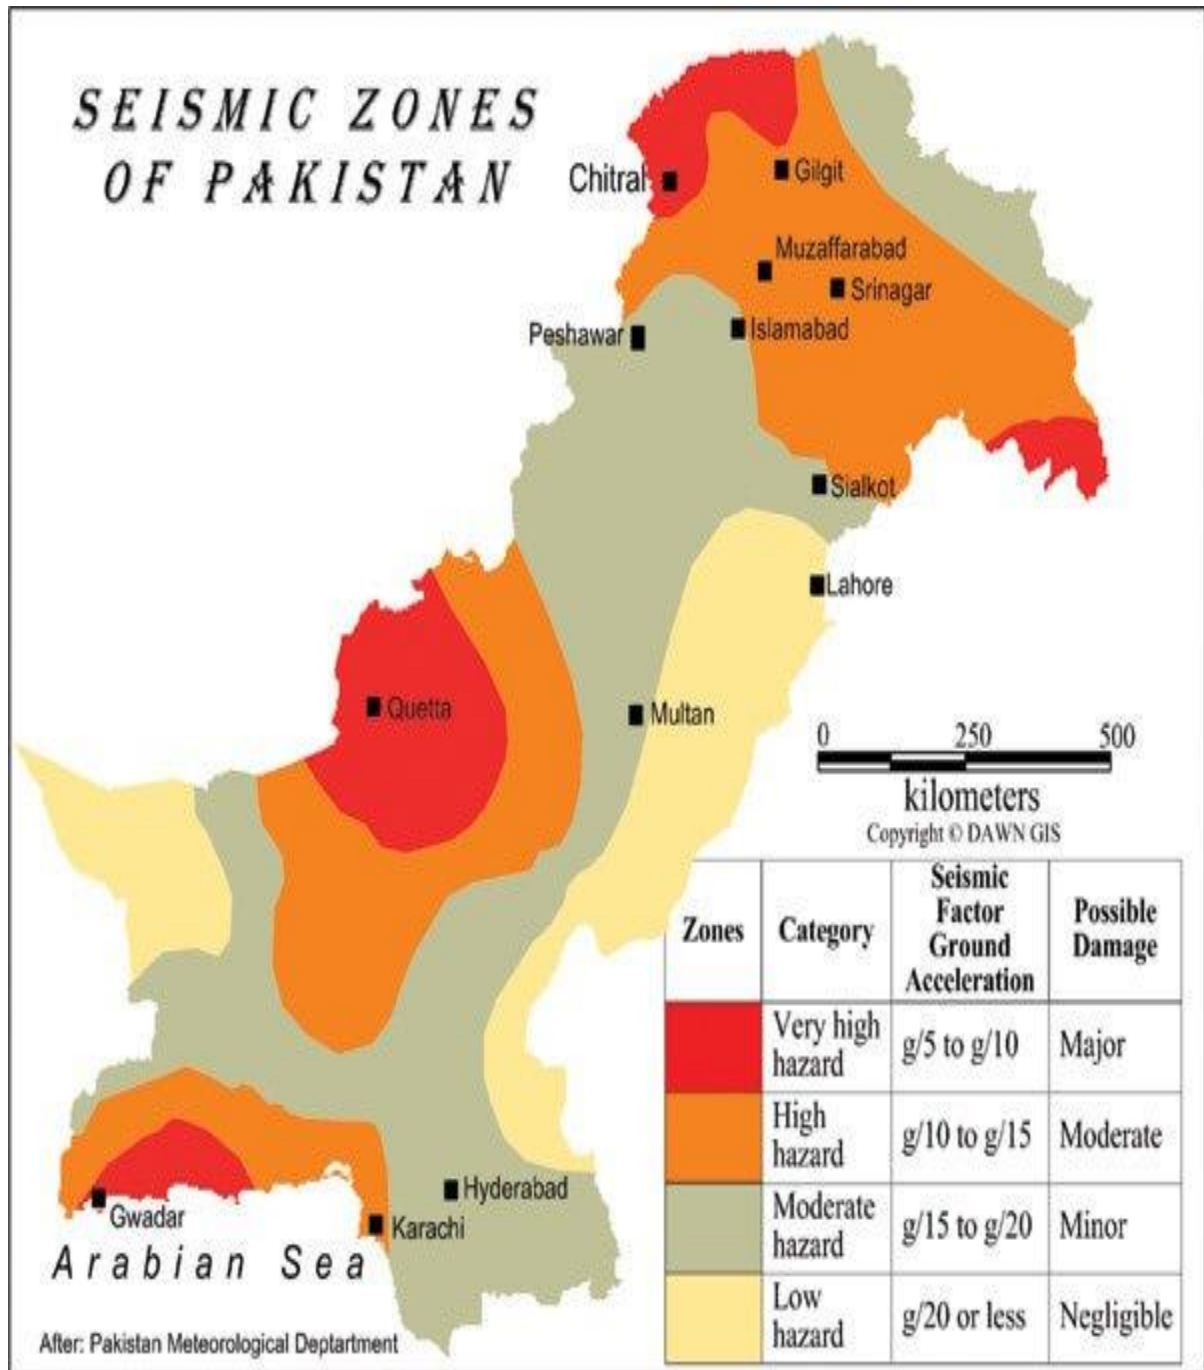 SEISMIC ZONES
OF PAKISTAN
Chitral
Gilgit
Muzaffarabad
Srinagar
Peshawar
Islamabad
Sialkot
Lahore
Quetta
Multan
0 250 500
kilometers
Copyright © DAWN GIS
Zones
Category
Seismic
Factor
Ground
Acceleration
Possible
Damage
Very high
hazard
g/5 to g/10
Major
High
hazard
g/10 to g/15
Moderate
Moderate
hazard
g/15 to g/20
Minor
Low
hazard
g/20 or less
Negligible
Hyderabad
Gwadar
Karachi
Arabian Sea
After: Pakistan Meteorological Deptartment